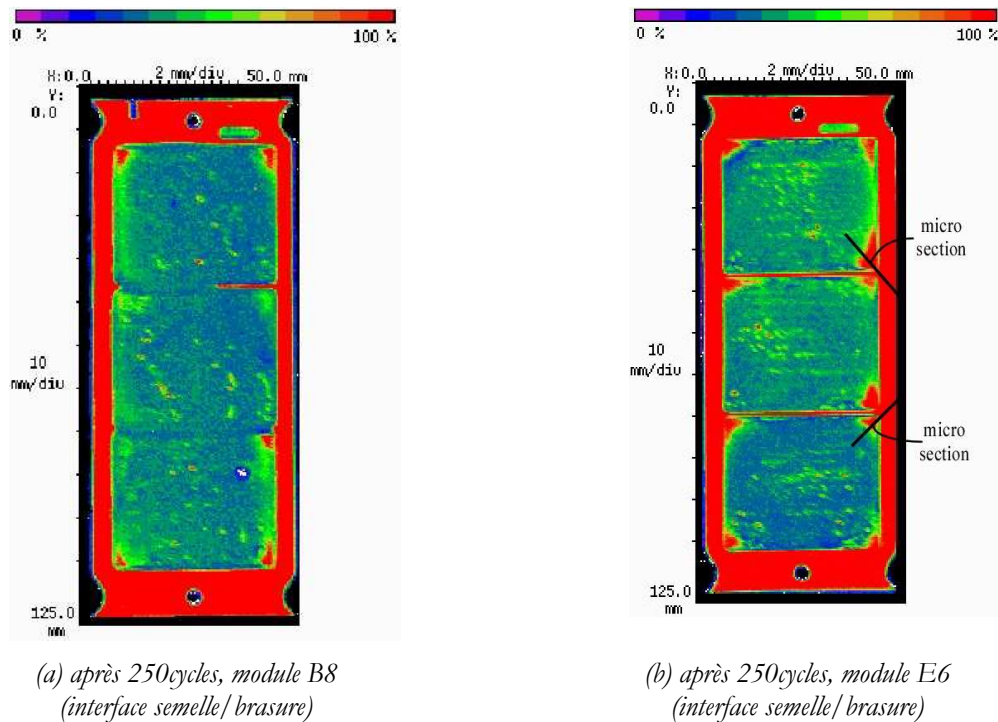 0 %
100 %
X:0.0
2 mm/div
50.0 mm
Y:
0.0
10
mm/div
125.0
mm
(a) après 250cycles, module B8
(interface semelle/brasure)
0 %
100 %
X:0.0
2 mm/div
50.0 mm
Y:
0.0
micro
section
10
mm/div
micro
section
125.0
mm
(b) après 250cycles, module E6
(interface semelle/brasure)